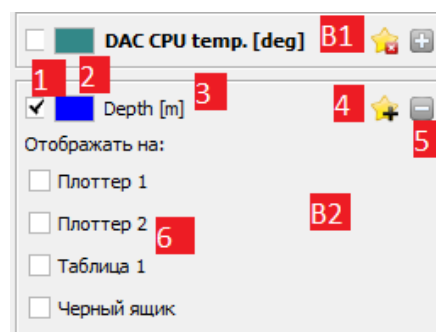 DAC CPU temp. [deg] B1
1 2 3
Depth [m] 4
5
Отображать на:
Плоттер 1
Плоттер 2 6 B2
Таблица 1
Черный ящик